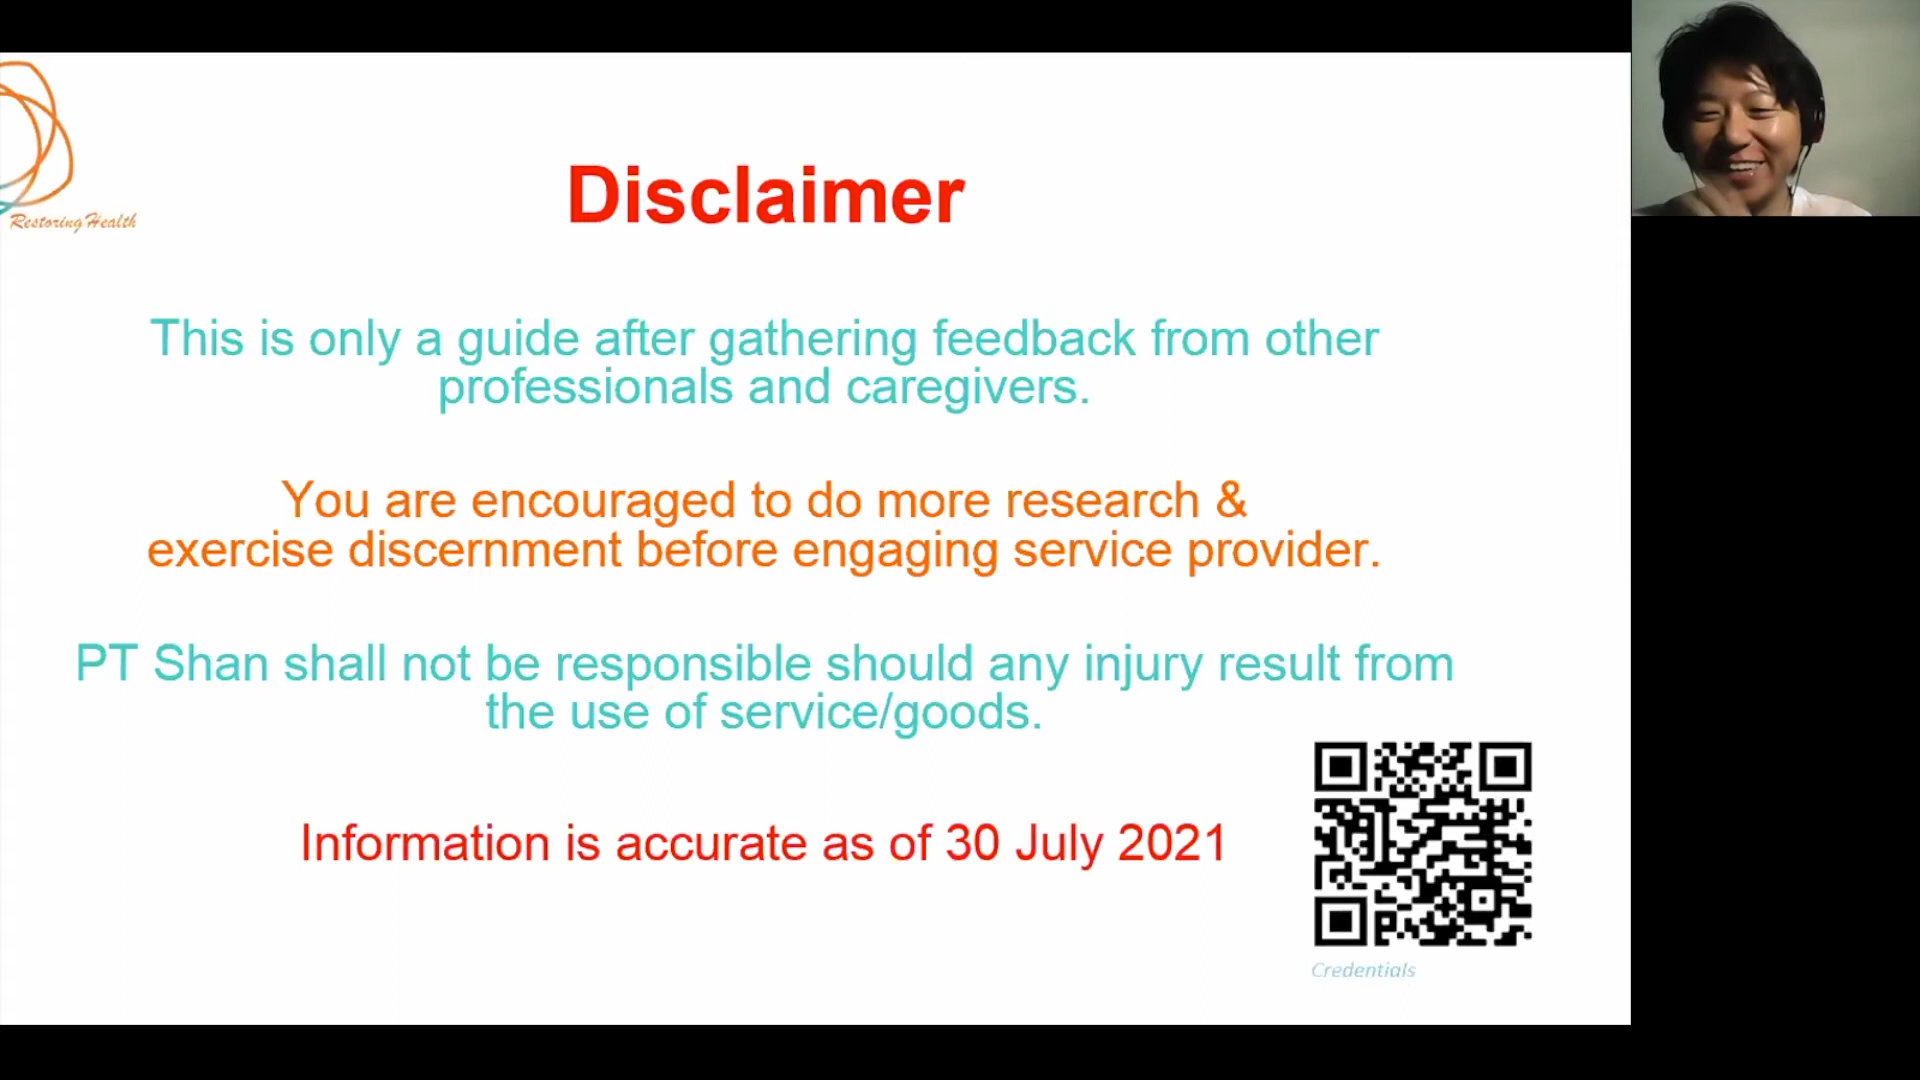 Restoring Health
Disclaimer
This is only a guide after gathering feedback from other
professionals and caregivers.
You are encouraged to do more research &
exercise discernment before engaging service provider.
PT Shan shall not be responsible should any injury result from
the use of service/goods.
Information is accurate as of 30 July 2021
Credentials